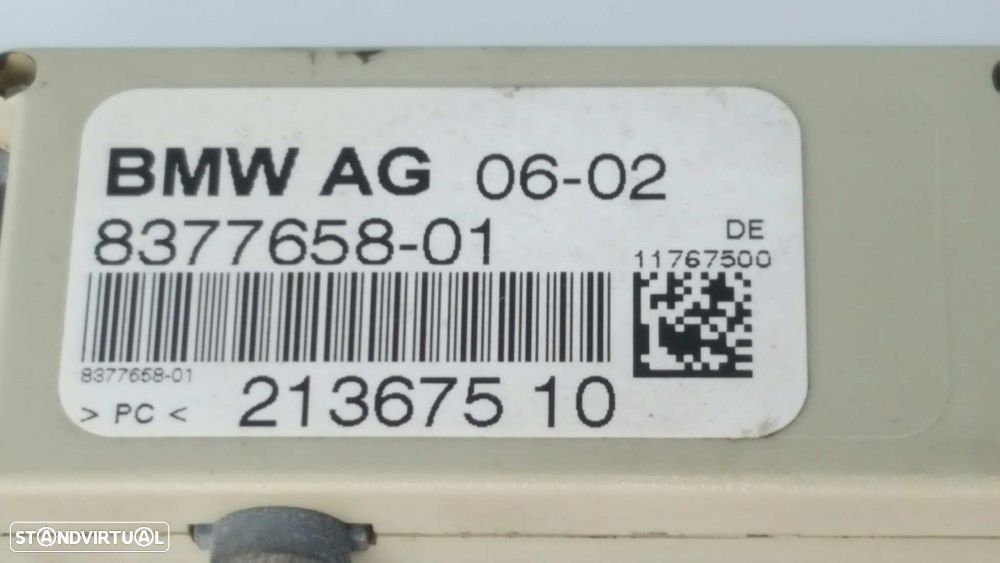 BMW AG 06-02
8377658-01
DE
11767500
8377658-01
> PC < 213675 10
STANDVIRTUAL